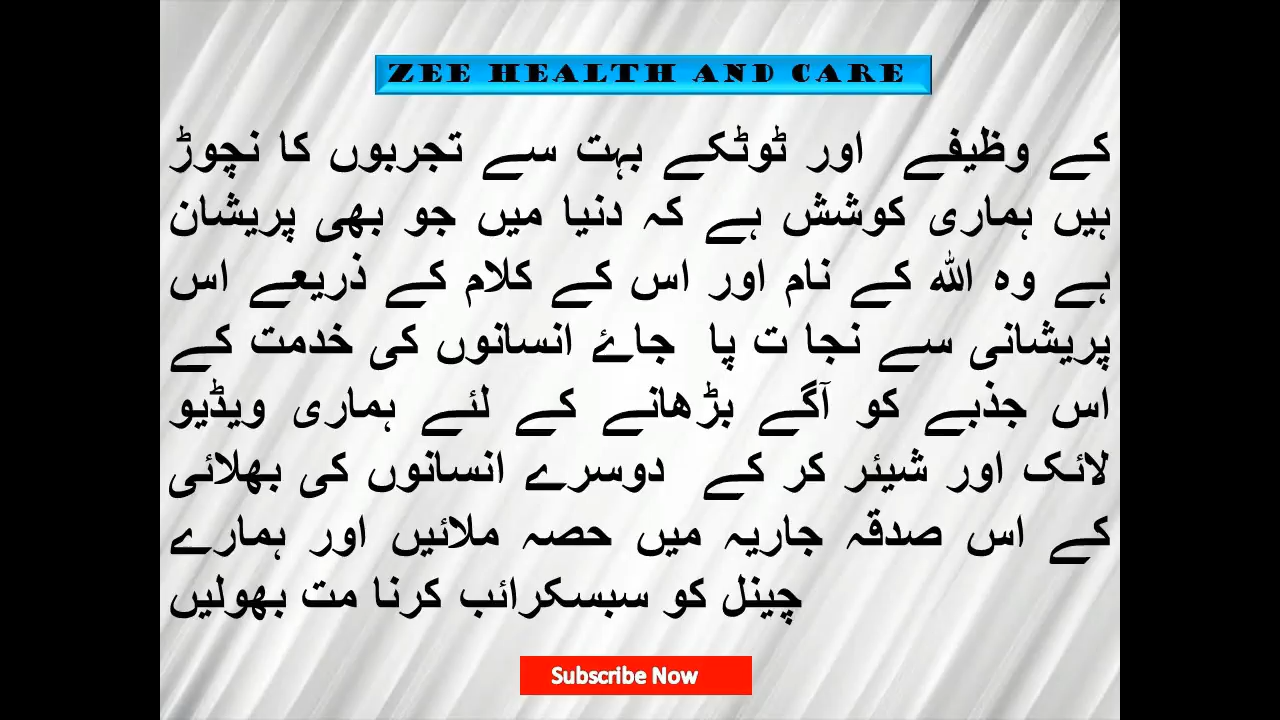 ZEE HEALTH AND CARE
کے وظیفے اور ٹوٹکے بہت سے تجربوں کا نچوڑ
ہیں ہماری کوشش ہے کہ دنیا میں جو بھی پریشان
ہے وہ اللہ کے نام اور اس کے کلام کے ذریعے اس
پریشانی سے نجا ت پا جاۓ انسانوں کی خدمت کے
اس جذبے کو آگے بڑھانے کے لئے ہماری ویڈیو
لائک اور شیئر کر کے دوسرے انسانوں کی بھلائی
کے اس صدقہ جاریہ میں حصہ ملائیں اور ہمارے
چینل کو سبسکرائب کرنا مت بھولیں
Subscribe Now